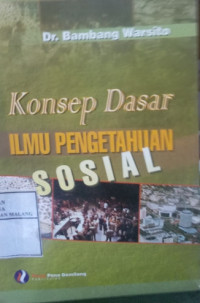 Dr. Bambang Warsito
Konsep Dasar
ILMU PENGETAHUAN
SOSIAL